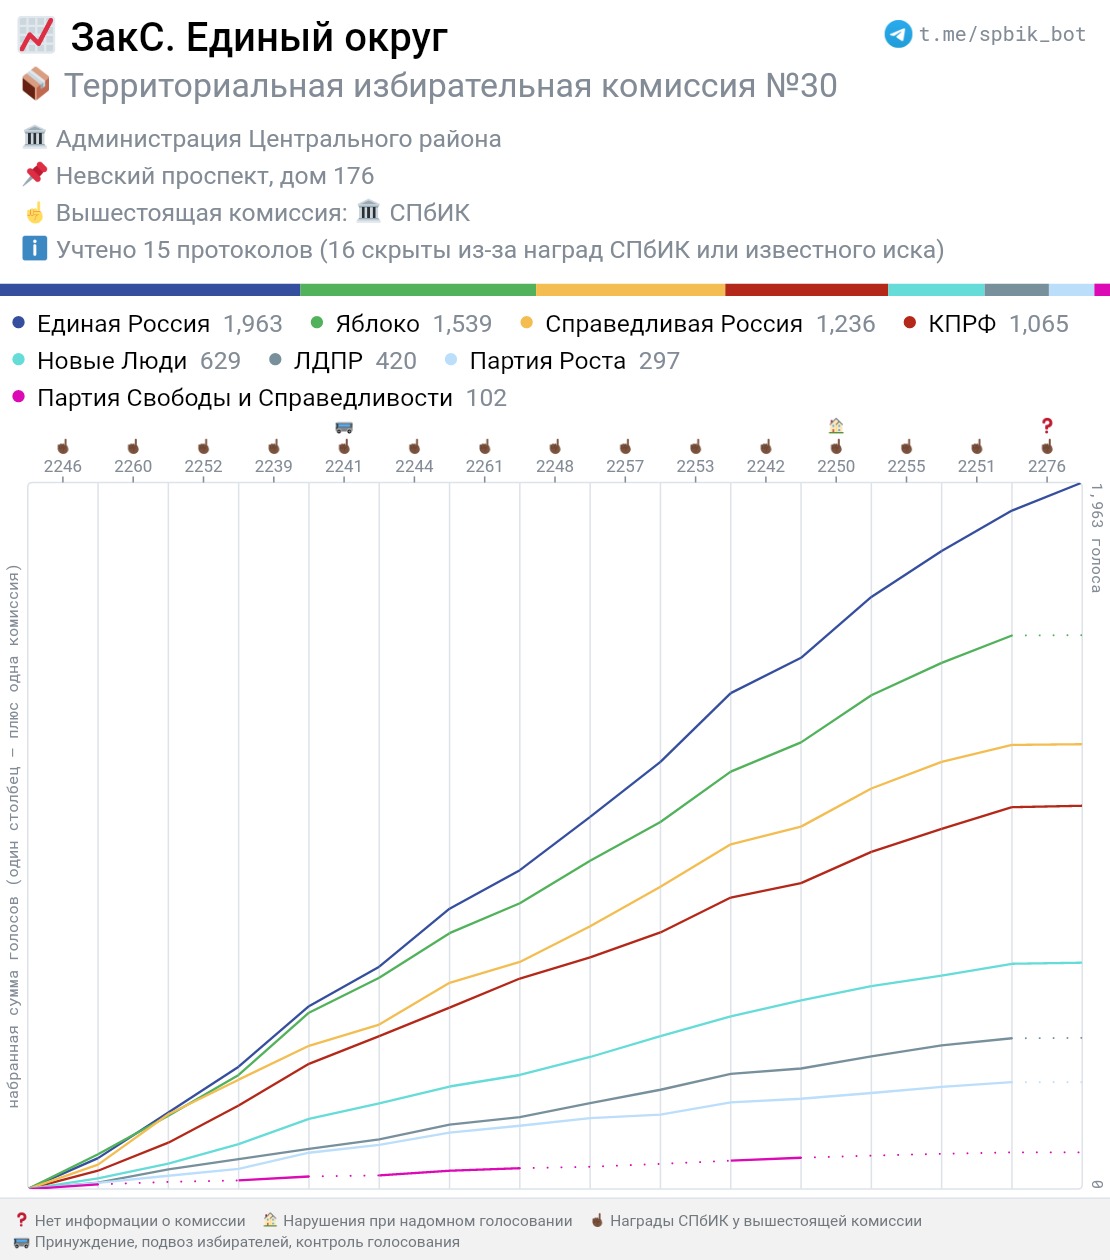 ЗакС. Единый округ
t.me/spbik_bot
Территориальная избирательная комиссия №30
Администрация Центрального района
Невский проспект, дом 176
Вышестоящая комиссия: СПбИК
Учтено 15 протоколов (16 скрыты из-за наград СПбИК или известного иска)
Единая Россия 1,963 Яблоко 1,539 Справедливая Россия 1,236 КПРФ 1,065
Новые Люди 629 ЛДПР 420 Партия Роста 297
Партия Свободы и Справедливости 102
2246 2260 2252 2239 2241 2244 2261 2248 2257 2253 2242 2250 2255 2251 2276
1,963 голоса
набранная сумма голосов (один столбец — плюс одна комиссия)
0
Нет информации о комиссии Нарушения при надомном голосовании Награды СПбИК у вышестоящей комиссии
Принуждение, подвоз избирателей, контроль голосования